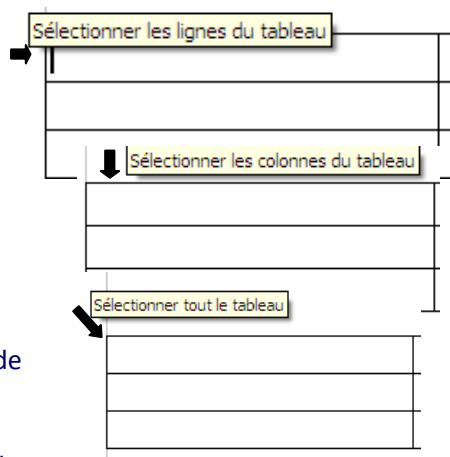 Sélectionner les lignes du tableau
Sélectionner les colonnes du tableau
Sélectionner tout le tableau
de